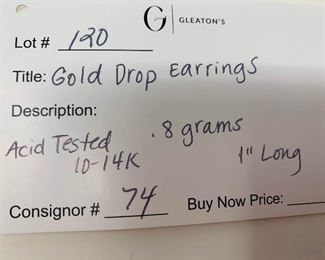 G GLEATON'S
Lot # 120
Title: Gold Drop Earrings
Description:
Acid Tested .8 grams
10-14K 1" Long
Consignor # 74 Buy Now Price: